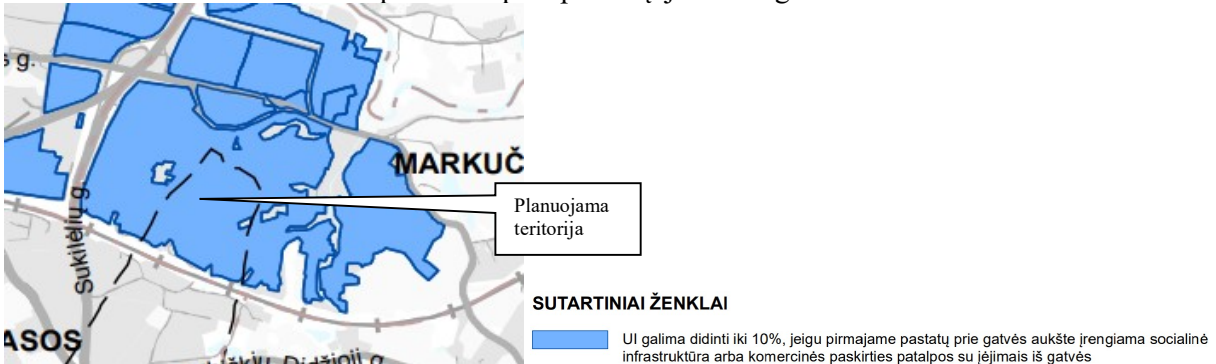 g.
MARKUČ
Planuojama
teritorija
Sukilėlių g.
SUTARTINIAI ŽENKLAI
ASOS
UI galima didinti iki 10%, jeigu pirmajame pastatų prie gatvės aukšte įrengiama socialinė
infrastruktūra arba komercinės paskirties patalpos su įėjimais iš gatvės